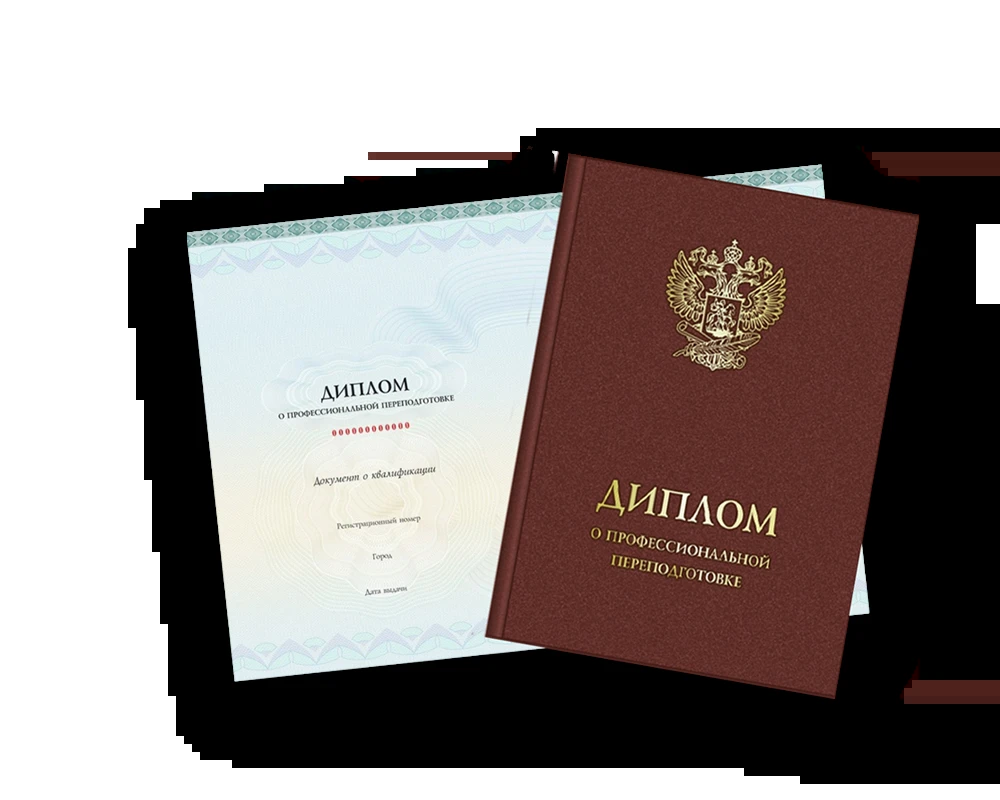 ДИПЛОМ
О ПРОФЕССИОНАЛЬНОЙ ПЕРЕПОДГОТОВКЕ
000000000000
Документ о квалификации
Регистрационный номер
Город
Дата выдачи
ДИПЛОМ
О ПРОФЕССИОНАЛЬНОЙ
ПЕРЕПОДГОТОВКЕ